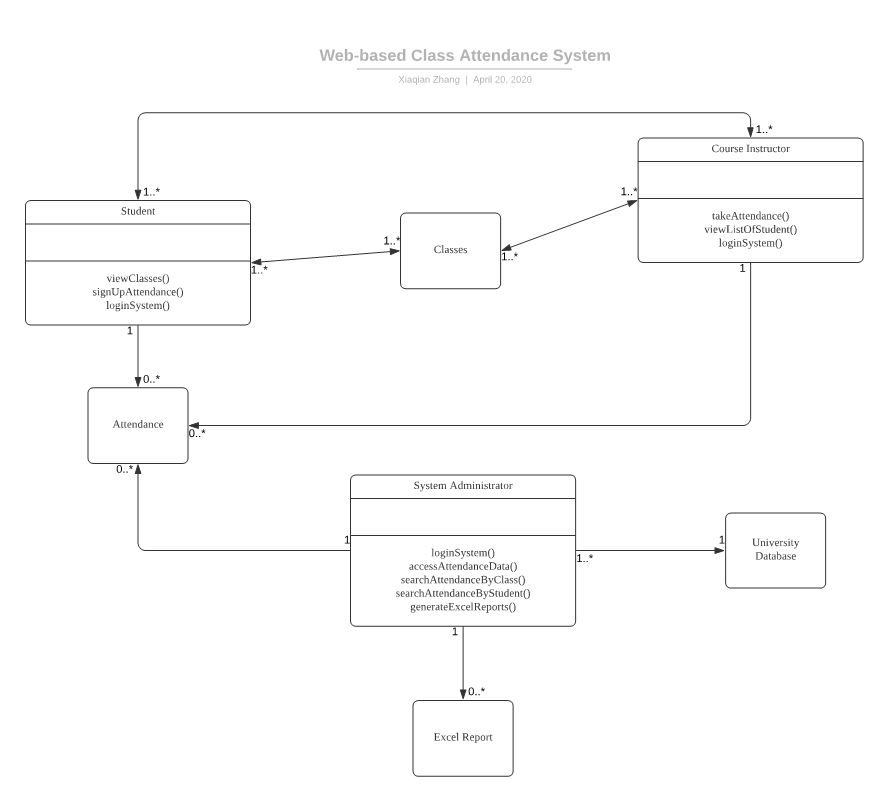 Web-based Class Attendance System
Xiaqian Zhang | April 20, 2020
1..*
Course Instructor
takeAttendance()
viewListOfStudent()
loginSystem()
1
1..*
1..*
1..*
Student
viewClasses()
signUpAttendance()
loginSystem()
1
1..*
1..*
Classes
0..*
Attendance
0..*
0..*
System Administrator
loginSystem()
accessAttendanceData()
searchAttendanceByClass()
searchAttendanceByStudent()
generateExcelReports()
1
1..*
1
University
Database
1
0..*
Excel Report